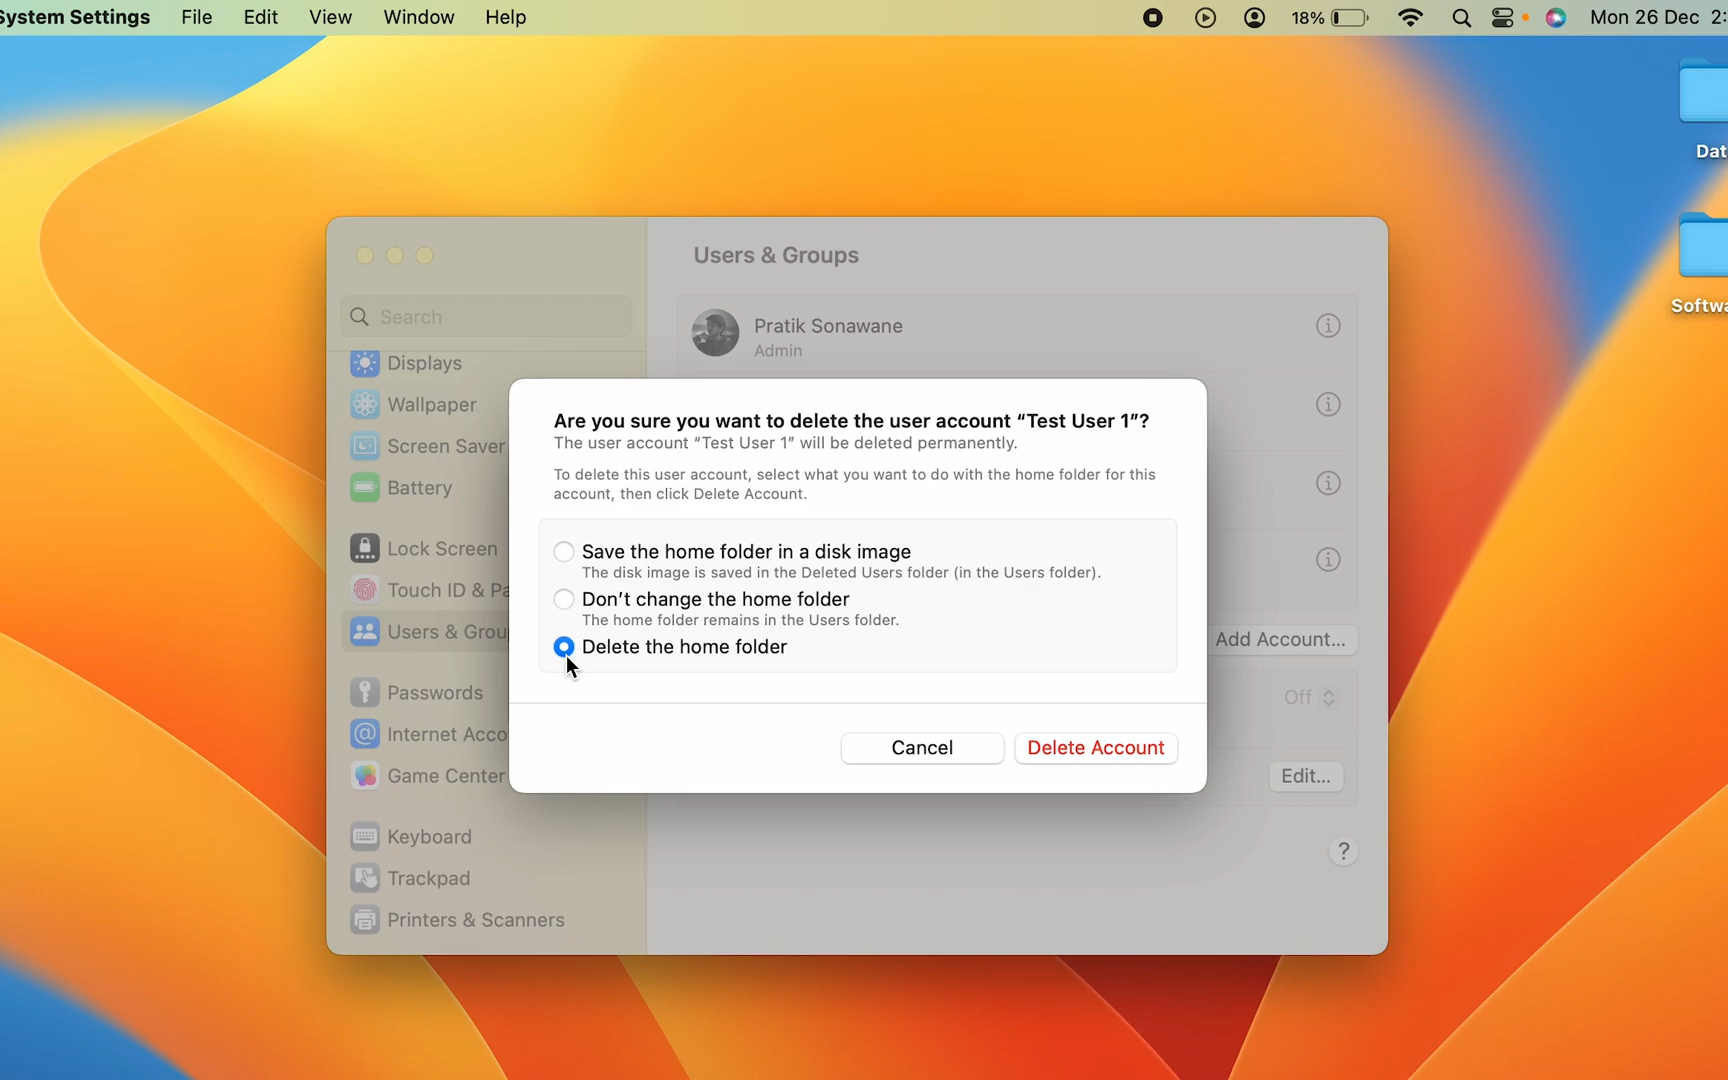 System Settings File Edit View Window Help 18% Mon 26 Dec 2:
Dat
Softwa
Users & Groups
Search
Pratik Sonawane
Admin
Displays
Wallpaper
Screen Saver
Battery
Lock Screen
Touch ID & Pa
Users & Group
Passwords
@ Internet Acco
Game Center
Keyboard
Trackpad
Printers & Scanners
Are you sure you want to delete the user account “Test User 1”?
The user account “Test User 1” will be deleted permanently.
To delete this user account, select what you want to do with the home folder for this
account, then click Delete Account.
Save the home folder in a disk image
The disk image is saved in the Deleted Users folder (in the Users folder).
Don’t change the home folder
The home folder remains in the Users folder.
Delete the home folder
Cancel Delete Account
Add Account...
Off
Edit...
?